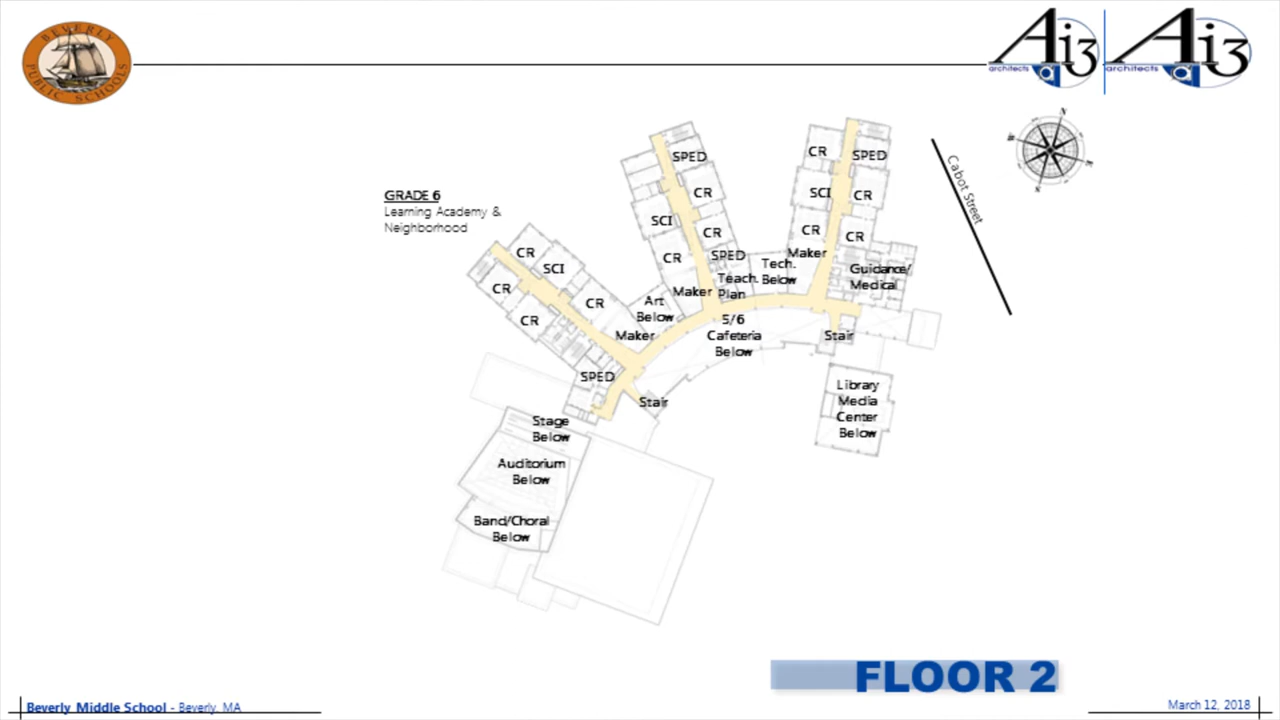 BEVERLY
PUBLIC SCHOOLS
Ai3
architects
Ai3
architects
N
W
E
S
Cabot Street
GRADE 6
Learning Academy &
Neighborhood
SPED
CR
SCI
CR
CR
SPED
Maker
Teach.
Plan
CR
SPED
SCI
CR
CR
CR
Maker
Tech.
Below
Guidance/
Medical
CR
SCI
CR
CR
CR
Art
Below
Maker
5/6
Cafeteria
Below
Stair
SPED
Stair
Library
Media
Center
Below
Stage
Below
Auditorium
Below
Band/Choral
Below
FLOOR 2
Beverly Middle School - Beverly, MA
March 12, 2018